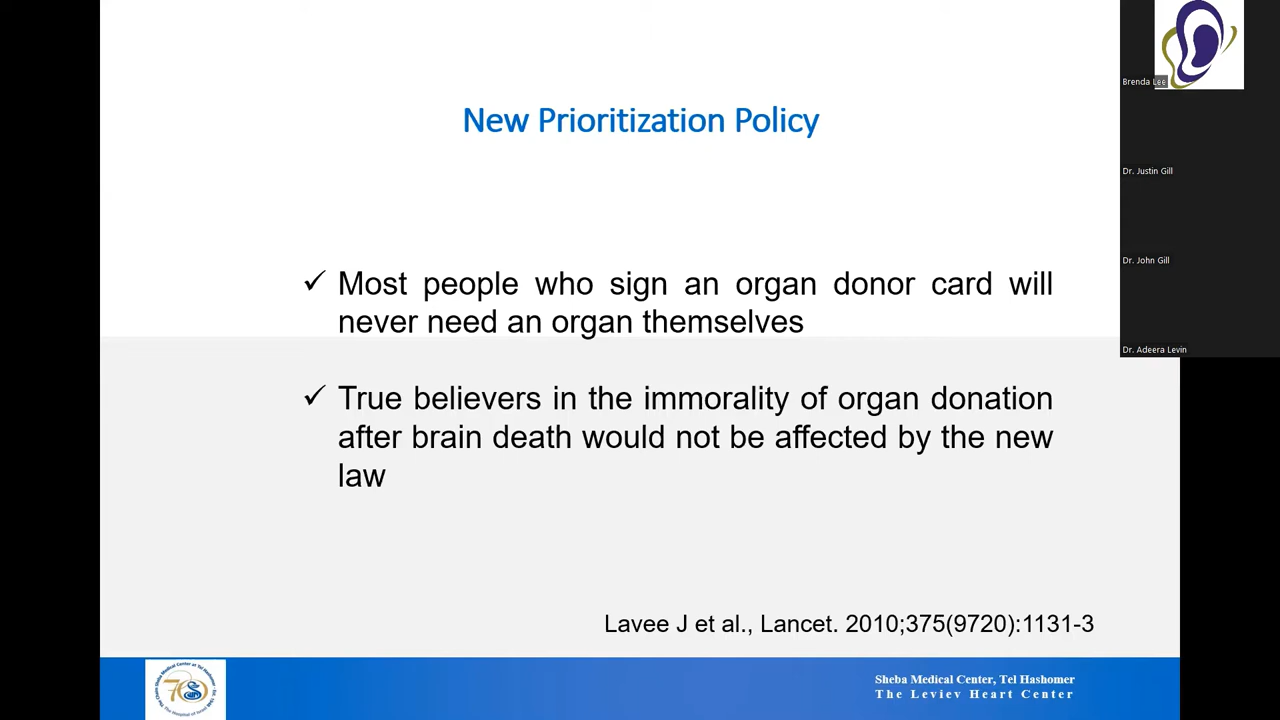 New Prioritization Policy
✓ Most people who sign an organ donor card will
never need an organ themselves
✓ True believers in the immorality of organ donation
after brain death would not be affected by the new
law
Lavee J et al., Lancet. 2010;375(9720):1131-3
Sheba Medical Center, Tel Hashomer
The Leviev Heart Center
Brenda Lee
Dr. Justin Gill
Dr. John Gill
Dr. Adeera Levin